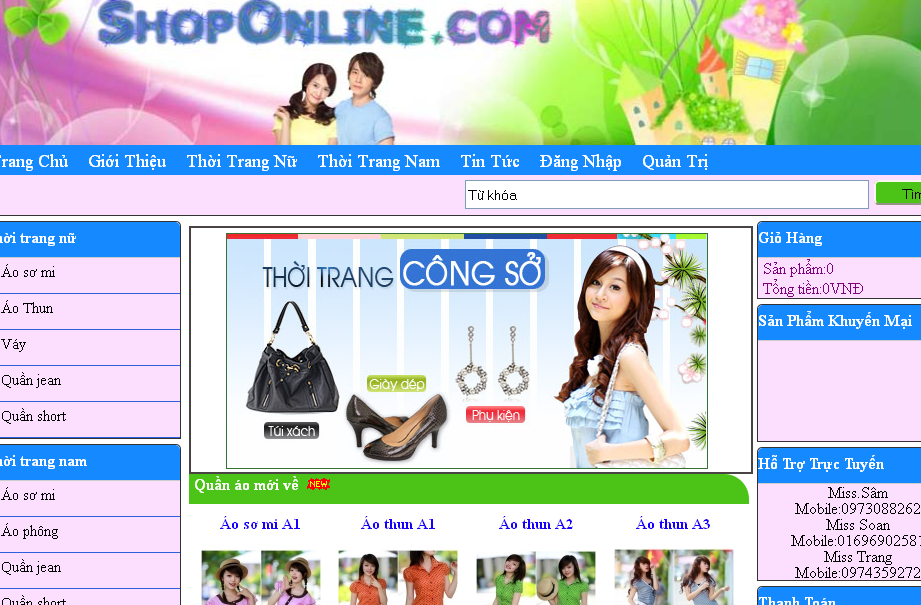 SHOPONLINE.COM
Trang Chủ Giới Thiệu Thời Trang Nữ Thời Trang Nam Tin Tức Đăng Nhập Quản Trị
Từ khóa
Tìm
hời trang nữ
Áo sơ mi
Áo Thun
Váy
Quần jean
Quần short
hời trang nam
Áo sơ mi
Áo phông
Quần jean
Quần short
THỜI TRANG CÔNG SỞ
Giày dép
Phụ kiện
Túi xách
Quần áo mới về NEW
Áo sơ mi A1 Áo thun A1 Áo thun A2 Áo thun A3
Giỏ Hàng
Sản phẩm:0
Tổng tiền:0VNĐ
Sản Phẩm Khuyến Mại
Hỗ Trợ Trực Tuyến
Miss.Sâm
Mobile:0973088262
Miss Soan
Mobile:0169690258
Miss Trang
Mobile:0974359272
Thanh Toán